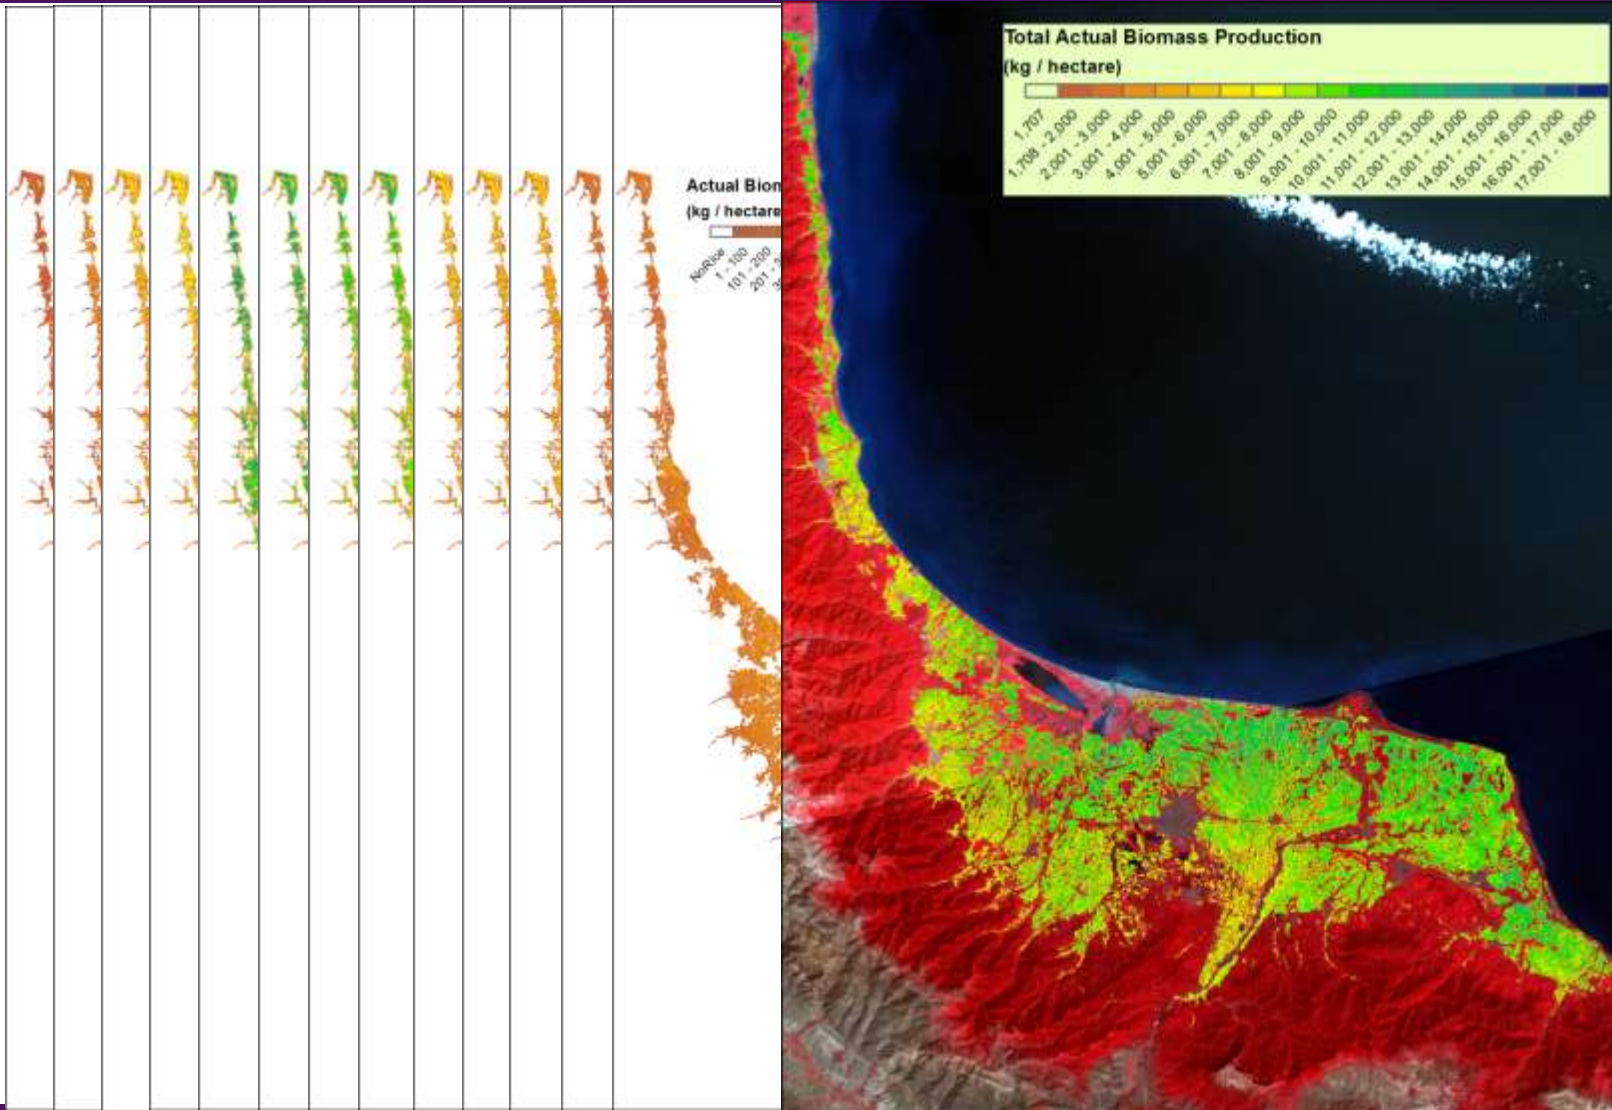 Actual Bion
(kg / hectare
NoRice
1 - 100
101 - 200
201 - 3
Total Actual Biomass Production
(kg / hectare)
1,707
1,708 - 2,000
2,001 - 3,000
3,001 - 4,000
4,001 - 5,000
5,001 - 6,000
6,001 - 7,000
7,001 - 8,000
8,001 - 9,000
9,001 - 10,000
10,001 - 11,000
11,001 - 12,000
12,001 - 13,000
13,001 - 14,000
14,001 - 15,000
15,001 - 16,000
16,001 - 17,000
17,001 - 18,000